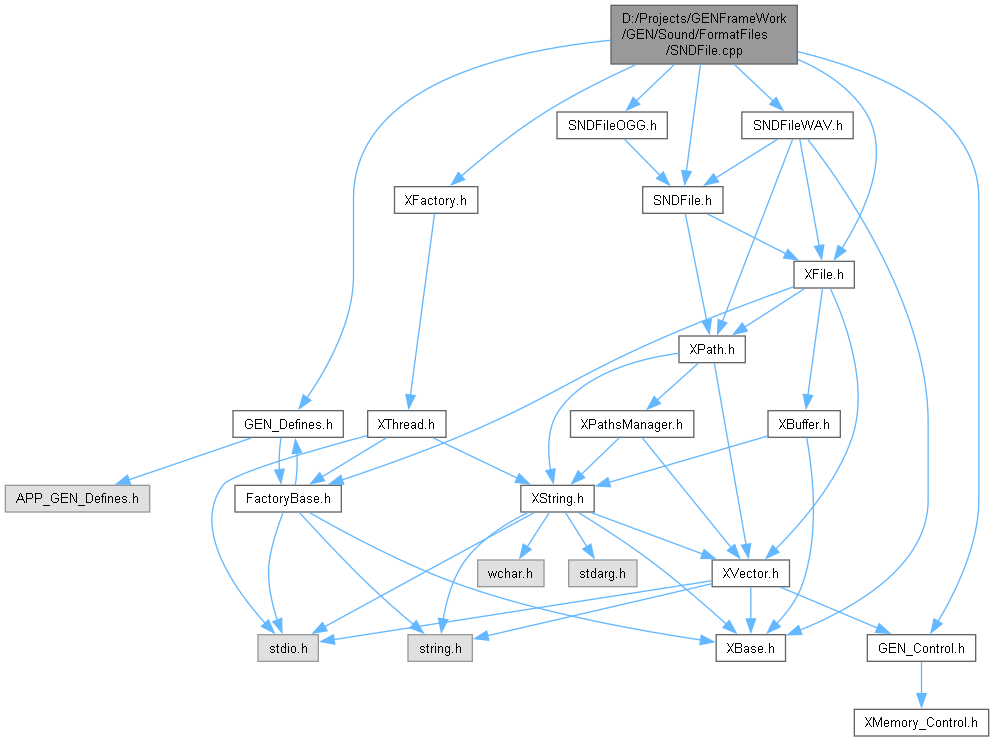 D:/Projects/GENFrameWork
/GEN/Sound/FormatFiles
/SNDFile.cpp
SNDFileOGG.h
SNDFileWAV.h
XFactory.h
SNDFile.h
XFile.h
XPath.h
GEN_Defines.h
XThread.h
XPathsManager.h
XBuffer.h
APP_GEN_Defines.h
FactoryBase.h
XString.h
wchar.h
stdarg.h
XVector.h
stdio.h
string.h
XBase.h
GEN_Control.h
XMemory_Control.h